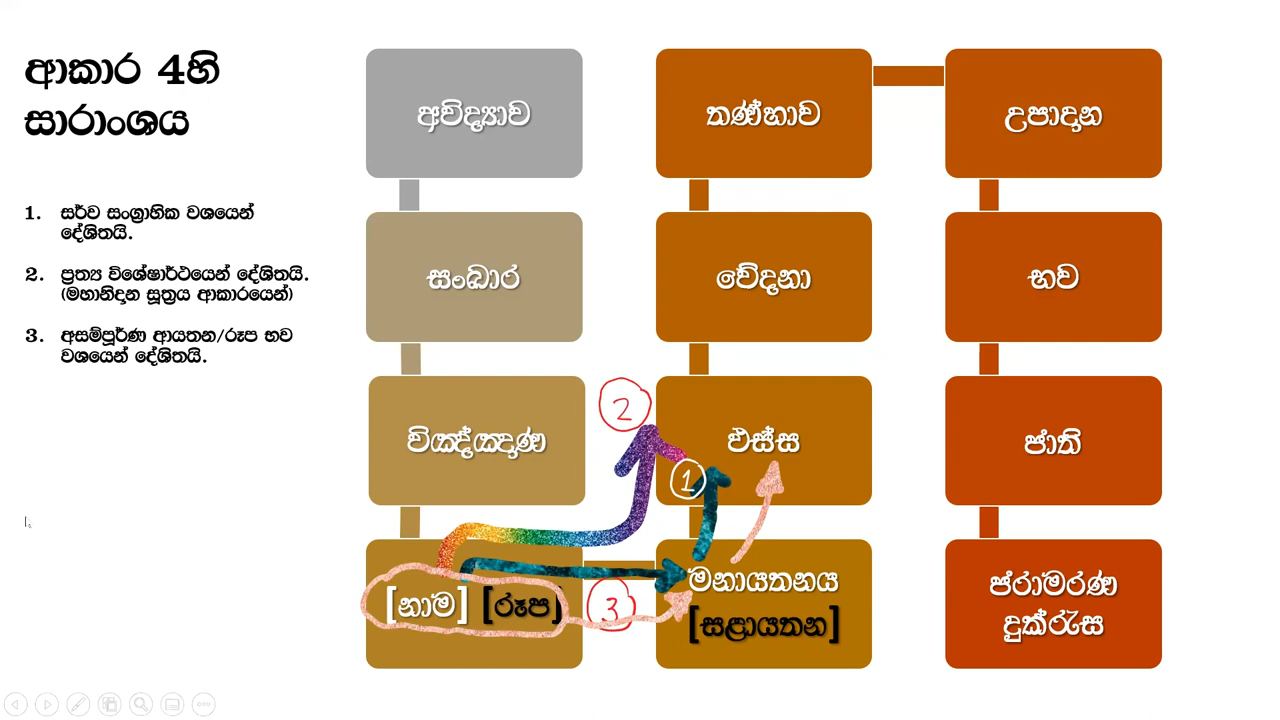 ආකාර 4හි
සාරාංශය
1. සර්ව සංග්‍රාහික වශයෙන්
දේශිතයි.
2. ප්‍රත්‍ය විශේෂාර්ථයෙන් දේශිතයි.
(මහානිදාන සූත්‍රය ආකාරයෙන්)
3. අසම්පූර්ණ ආයතන/රූප භව
වශයෙන් දේශිතයි.
අවිද්‍යාව
සංඛාර
විඤ්ඤාණ
[නාම] [රූප]
තණ්හාව
වේදනා
ඵස්ස
මනායතනය
[සළායතන]
උපාදාන
භව
ජාති
ජරාමරණ
දුක්රැස
2
1
3